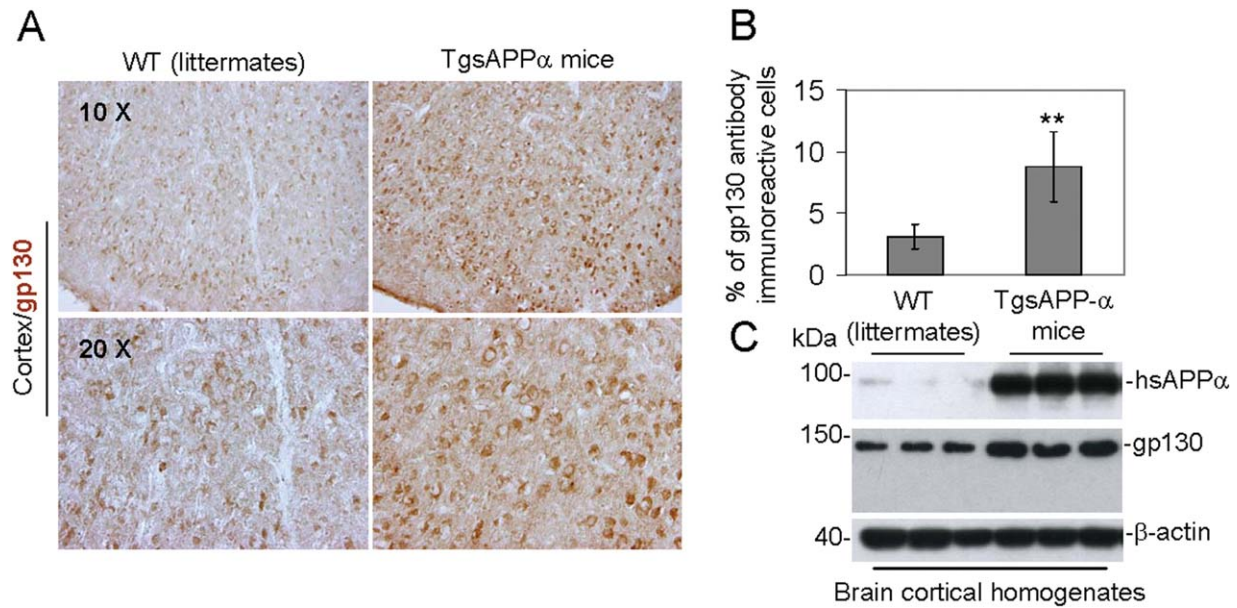 A
WT (littermates)
TgsAPPα mice
10 X
20 X
Cortex/gp130
B
% of gp130 antibody
immunoreactive cells
15
10
5
0
**
WT
(littermates)
TgsAPP-α
mice
C
kDa
100-
-hsAPPα
150-
-gp130
40-
-β-actin
Brain cortical homogenates